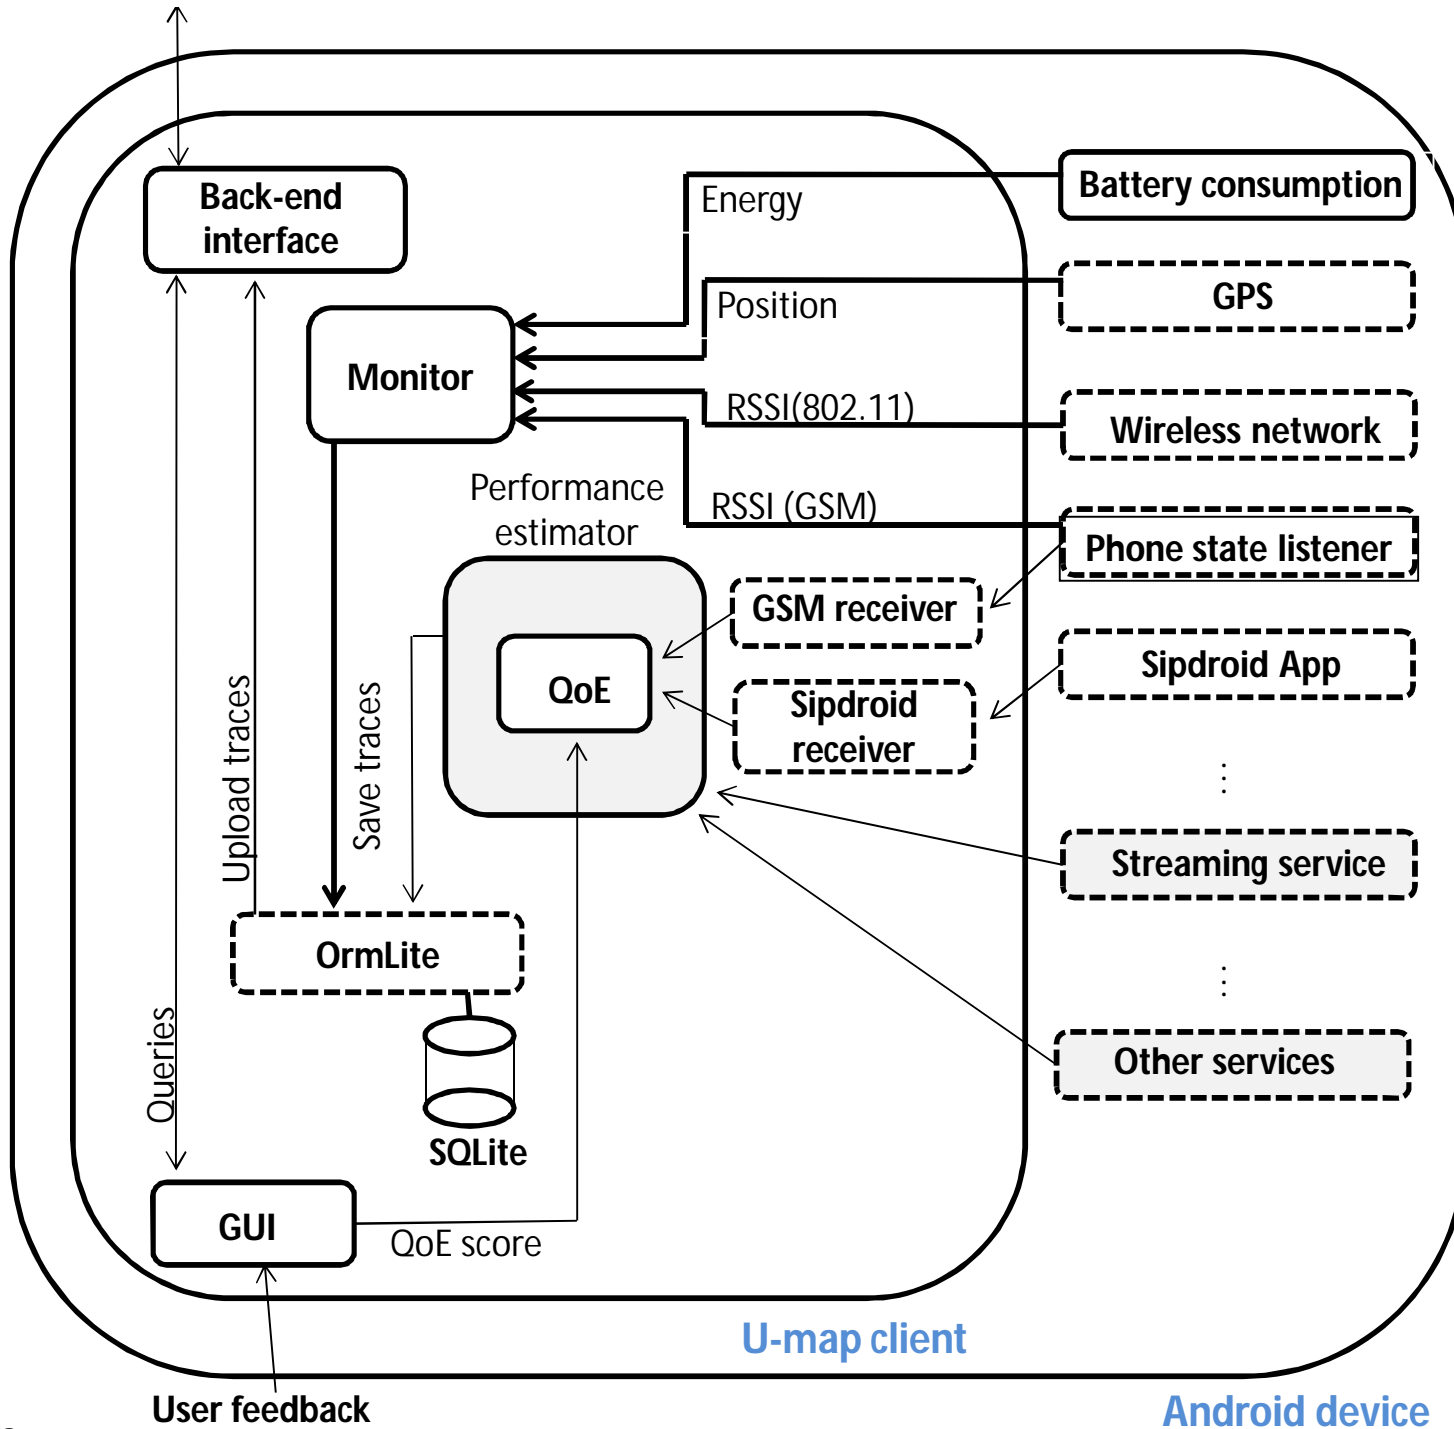 Back-end
interface
Energy
Battery consumption
Position
GPS
Monitor
RSSI(802.11)
Wireless network
Performance
estimator
RSSI (GSM)
Phone state listener
GSM receiver
QoE
Sipdroid
receiver
Sipdroid App
⋮
Upload traces
Save traces
Streaming service
OrmLite
⋮
Queries
Other services
SQLite
GUI
QoE score
U-map client
User feedback
Android device